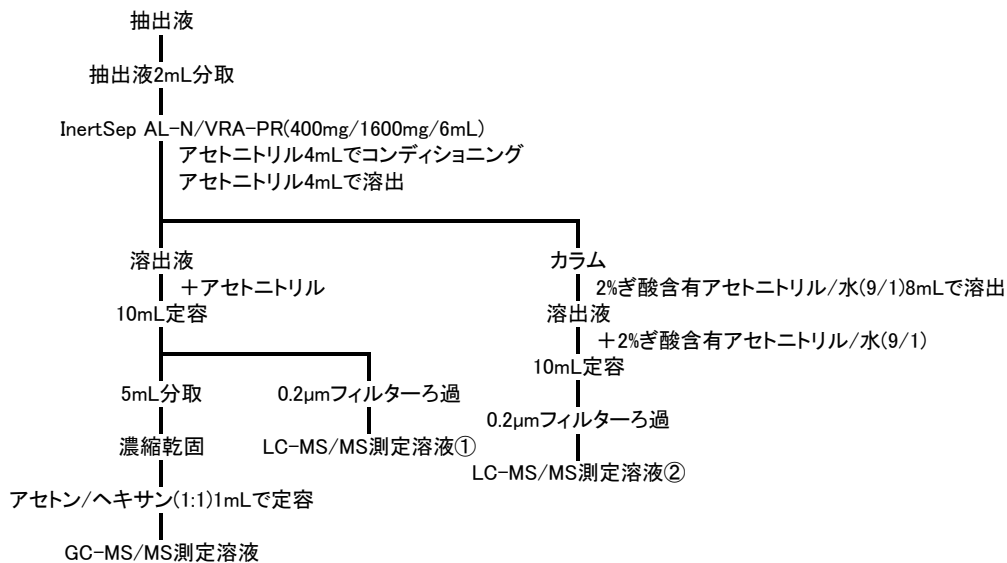 抽出液
抽出液2mL分取
InertSep AL-N/VRA-PR(400mg/1600mg/6mL)
アセトニトリル4mLでコンディショニング
アセトニトリル4mLで溶出
溶出液
＋アセトニトリル
10mL定容
5mL分取
濃縮乾固
アセトン/ヘキサン(1:1)1mLで定容
GC-MS/MS測定溶液
0.2μmフィルターろ過
LC-MS/MS測定溶液①
カラム
2%ぎ酸含有アセトニトリル/水(9/1)8mLで溶出
溶出液
＋2%ぎ酸含有アセトニトリル/水(9/1)
10mL定容
0.2μmフィルターろ過
LC-MS/MS測定溶液②